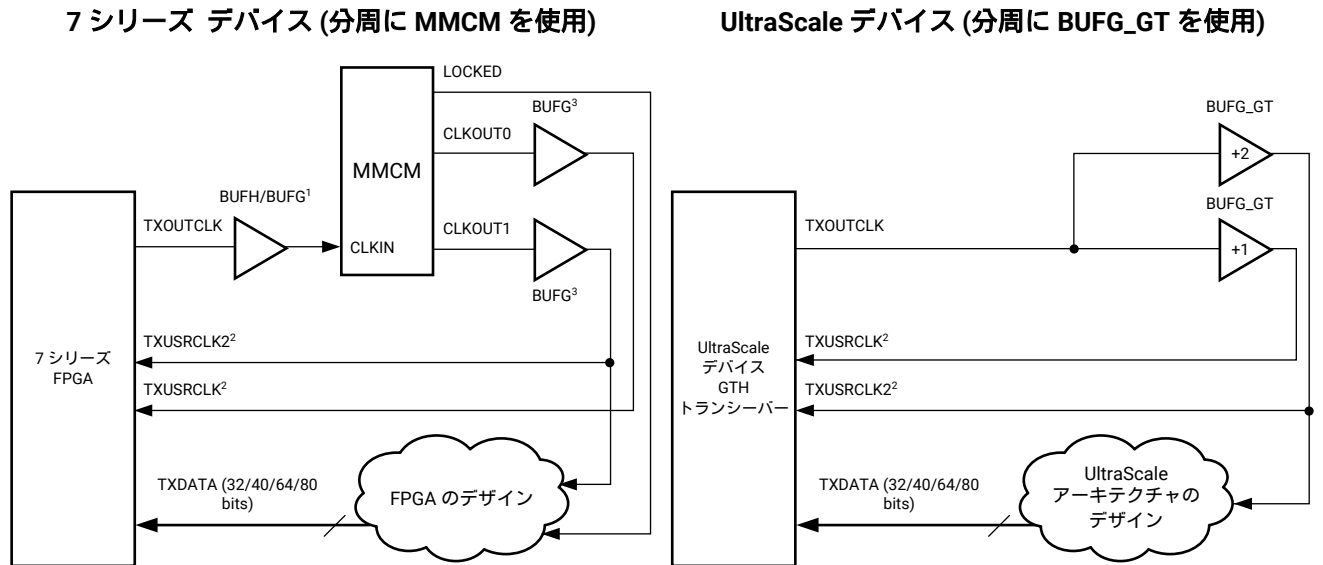 7 シリーズ デバイス (分周に MMCM を使用)
LOCKED
BUFG3
CLKOUT0
MMCM
BUFH/BUFG1
TXOUTCLK
CLKIN
CLKOUT1
BUFG3
7 シリーズ
FPGA
TXUSRCLK22
TXUSRCLK2
TXDATA (32/40/64/80
bits)
FPGA のデザイン
UltraScale デバイス (分周に BUFG_GT を使用)
BUFG_GT
+2
BUFG_GT
TXOUTCLK
+1
UltraScale
デバイス
GTH
トランシーバー
TXUSRCLK2
TXUSRCLK22
TXDATA (32/40/64/80
bits)
UltraScale
アーキテクチャの
デザイン